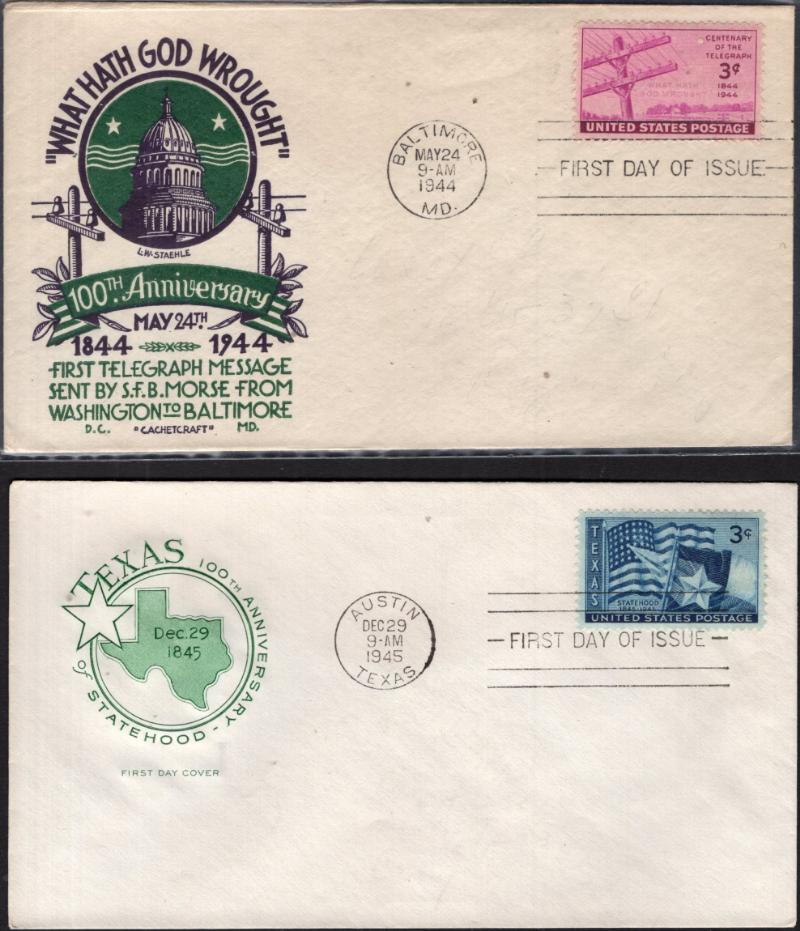 "WHAT HATH GOD WROUGHT"
L.W. STAEHLE
100TH. Anniversary
MAY 24TH.
1844 1944
FIRST TELEGRAPH MESSAGE
SENT BY S.F.B. MORSE FROM
WASHINGTON TO BALTIMORE
D.C. "CACHETCRAFT" MD.
BALTIMORE
MAY 24
9-AM
1944
MD.
CENTENARY
OF THE
TELEGRAPH
3¢
1844
1944
WHAT HATH
GOD WROUGHT
UNITED STATES POSTAGE
FIRST DAY OF ISSUE
TEXAS
100TH ANNIVERSARY
of STATEHOOD -
Dec. 29
1845
FIRST DAY COVER
AUSTIN
DEC 29
9-AM
1945
TEXAS
TEXAS
3¢
STATEHOOD
1845-1945
UNITED STATES POSTAGE
FIRST DAY OF ISSUE